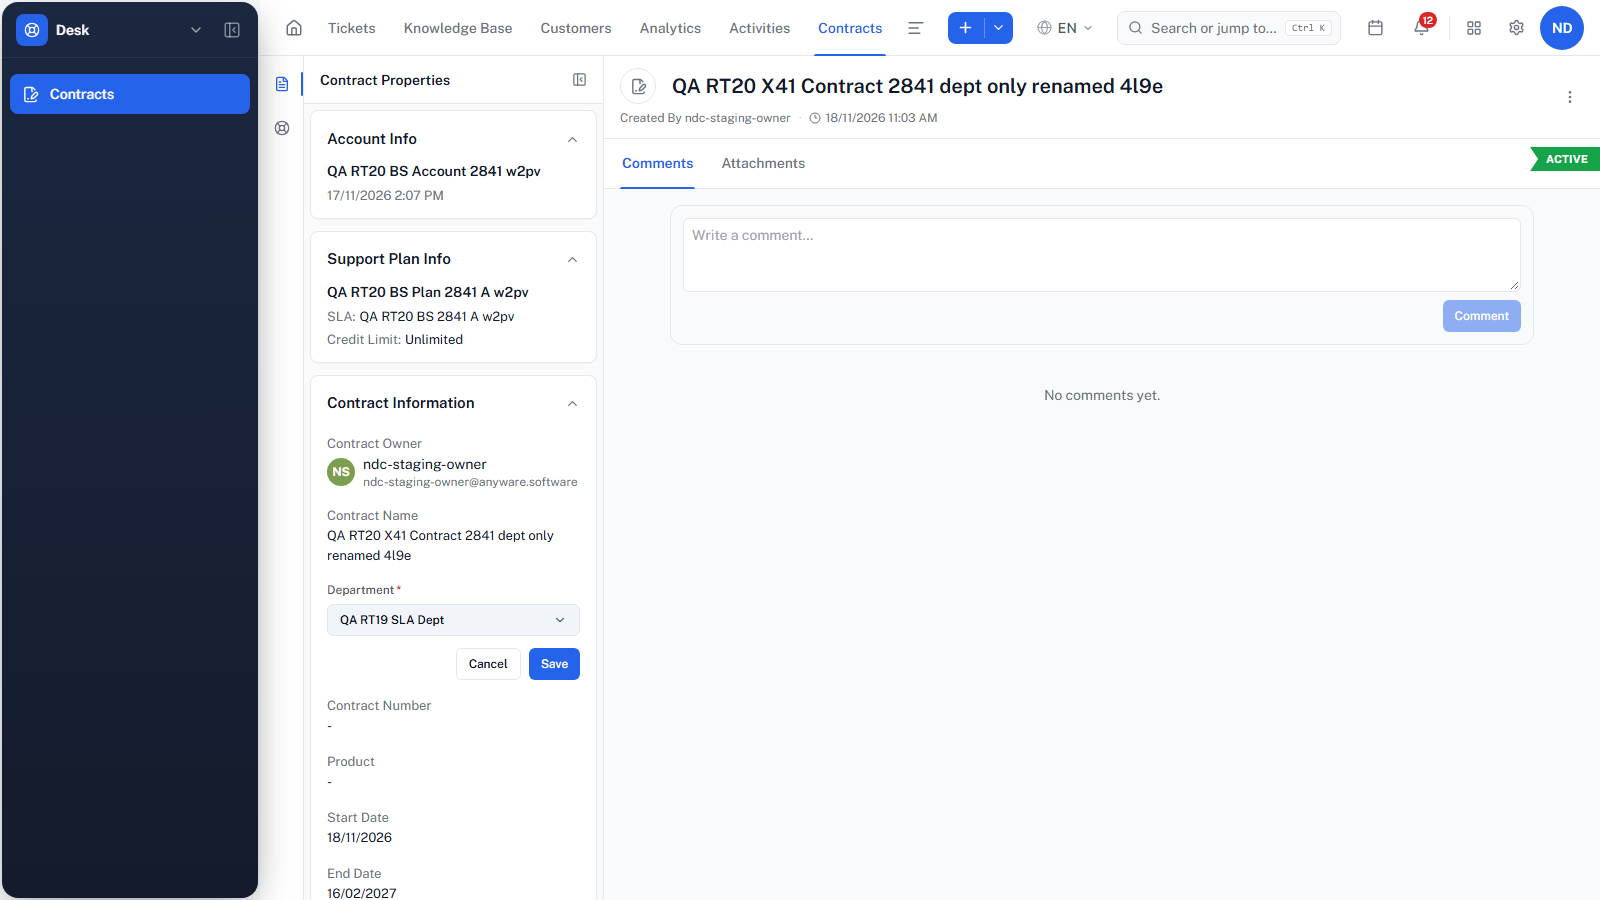 Desk
Contracts
Tickets
Knowledge Base
Customers
Analytics
Activities
Contracts
EN
Search or jump to...
Ctrl K
12
ND
Contract Properties
Account Info
QA RT20 BS Account 2841 w2pv
17/11/2026 2:07 PM
Support Plan Info
QA RT20 BS Plan 2841 A w2pv
SLA: QA RT20 BS 2841 A w2pv
Credit Limit: Unlimited
Contract Information
Contract Owner
NS
ndc-staging-owner
ndc-staging-owner@anyware.software
Contract Name
QA RT20 X41 Contract 2841 dept only
renamed 4l9e
Department *
QA RT19 SLA Dept
Cancel
Save
Contract Number
-
Product
-
Start Date
18/11/2026
End Date
16/02/2027
QA RT20 X41 Contract 2841 dept only renamed 4l9e
Created By ndc-staging-owner · 18/11/2026 11:03 AM
Comments
Attachments
ACTIVE
Write a comment...
Comment
No comments yet.